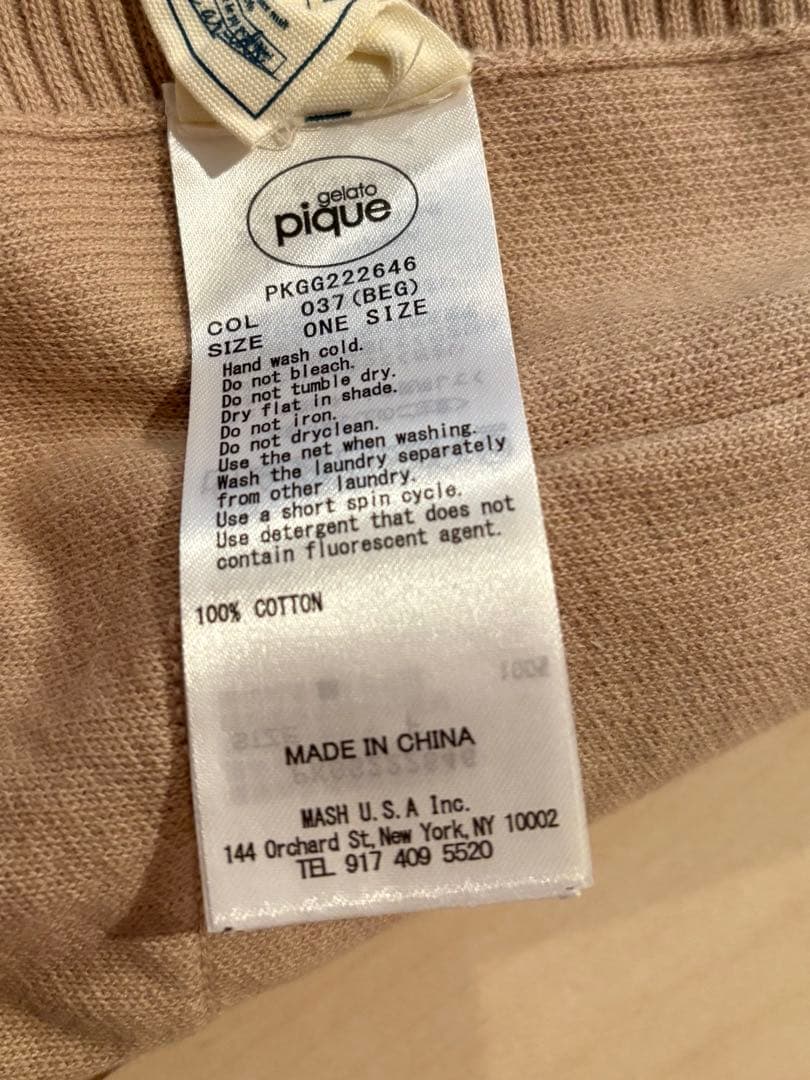 gelato
pique
PKGG222646
COL 037(BEG)
SIZE ONE SIZE
Hand wash cold.
Do not bleach.
Do not tumble dry.
Dry flat in shade.
Do not iron.
Do not dryclean.
Use the net when washing.
Wash the laundry separately
from other laundry.
Use a short spin cycle.
Use detergent that does not
contain fluorescent agent.
100% COTTON
MADE IN CHINA
MASH U.S.A Inc.
144 Orchard St,New York,NY 10002
TEL 917 409 5520